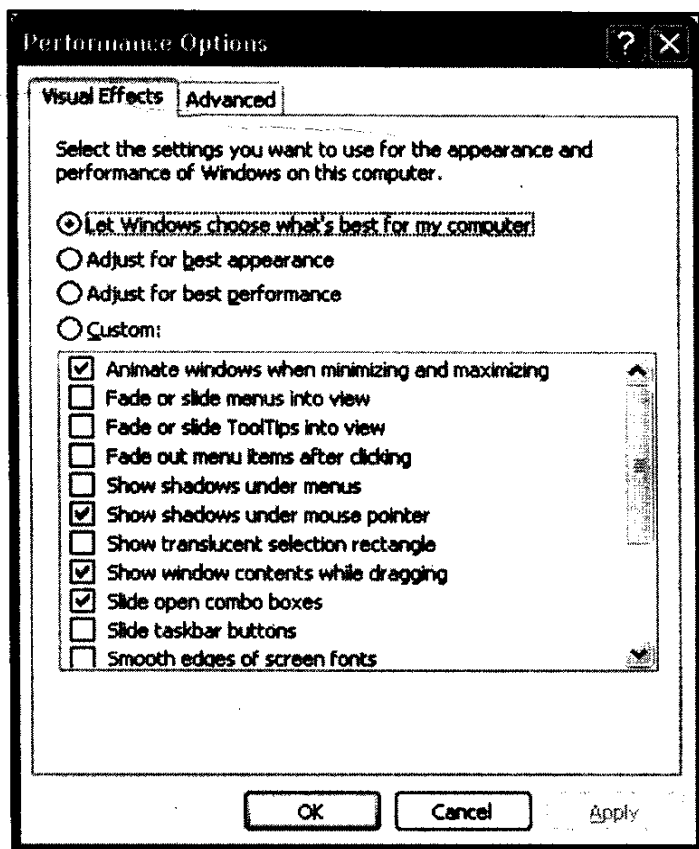 Performance Options
?
Visual Effects
Advanced
Select the settings you want to use for the appearance and
performance of Windows on this computer.
Let Windows choose what's best for my computer
Adjust for best appearance
Adjust for best performance
Custom:
Animate windows when minimizing and maximizing
Fade or slide menus into view
Fade or slide ToolTips into view
Fade out menu items after clicking
Show shadows under menus
Show shadows under mouse pointer
Show translucent selection rectangle
Show window contents while dragging
Slide open combo boxes
Slide taskbar buttons
Smooth edges of screen fonts
OK
Cancel
Apply